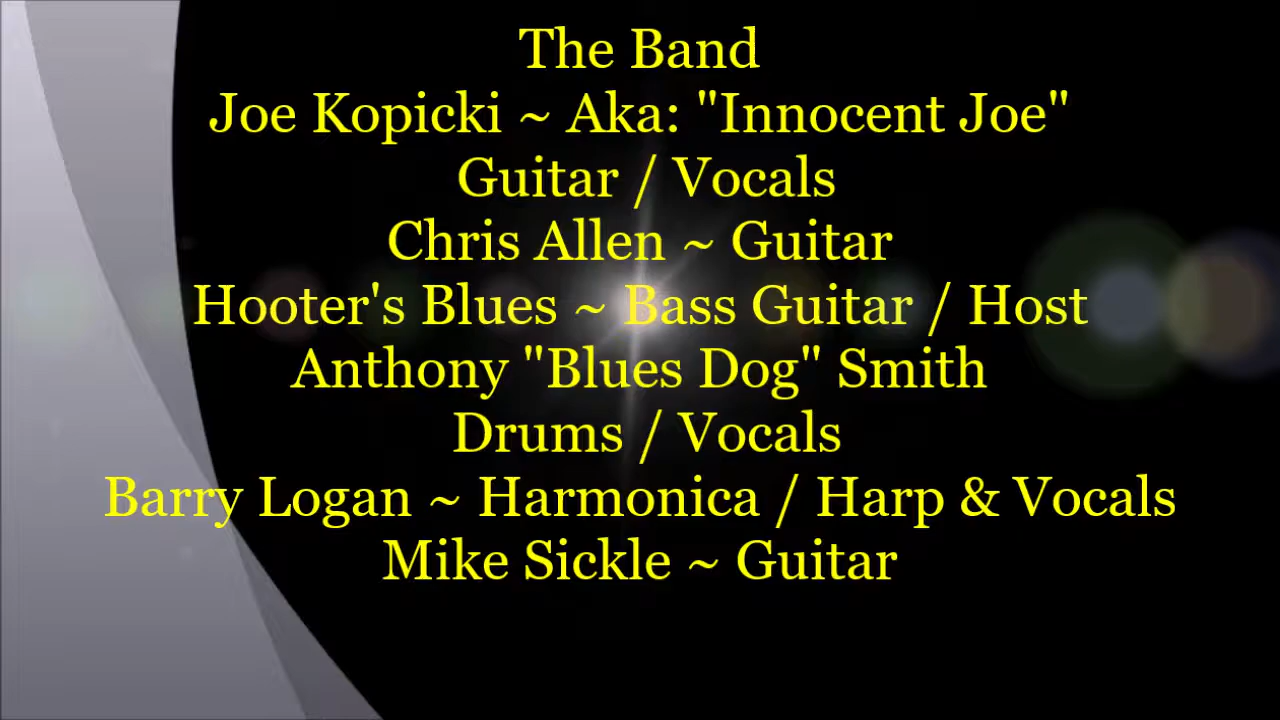 The Band
Joe Kopicki ~ Aka: "Innocent Joe"
Guitar / Vocals
Chris Allen ~ Guitar
Hooter's Blues ~ Bass Guitar / Host
Anthony "Blues Dog" Smith
Drums / Vocals
Barry Logan ~ Harmonica / Harp & Vocals
Mike Sickle ~ Guitar